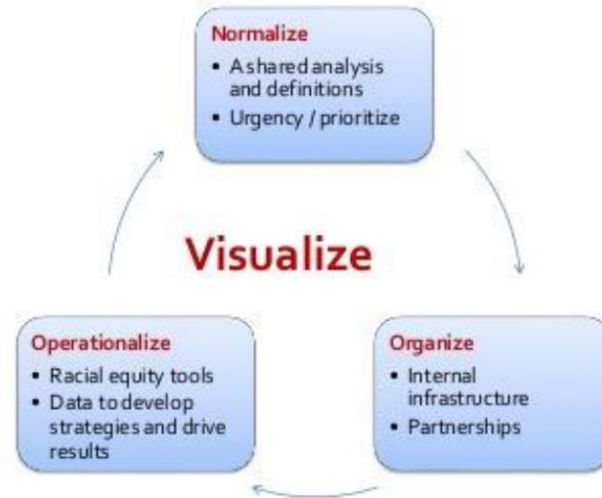 Normalize
▪ A shared analysis
and definitions
▪ Urgency / prioritize
Visualize
Operationalize
▪ Racial equity tools
▪ Data to develop
strategies and drive
results
Organize
▪ Internal
infrastructure
▪ Partnerships